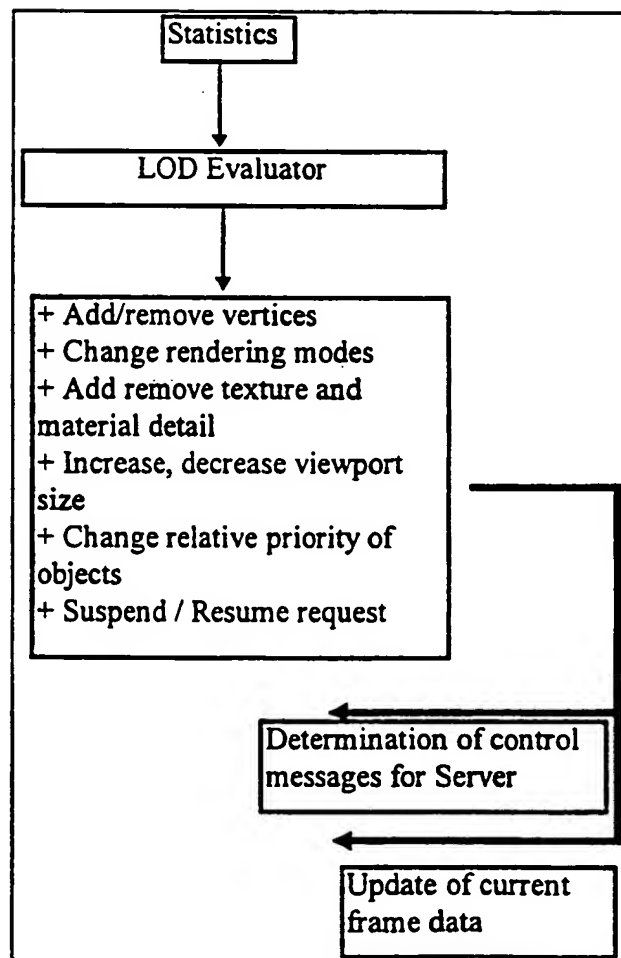 Statistics
LOD Evaluator
+ Add/remove vertices
+ Change rendering modes
+ Add remove texture and
material detail
+ Increase, decrease viewport
size
+ Change relative priority of
objects
+ Suspend / Resume request
Determination of control
messages for Server
Update of current
frame data